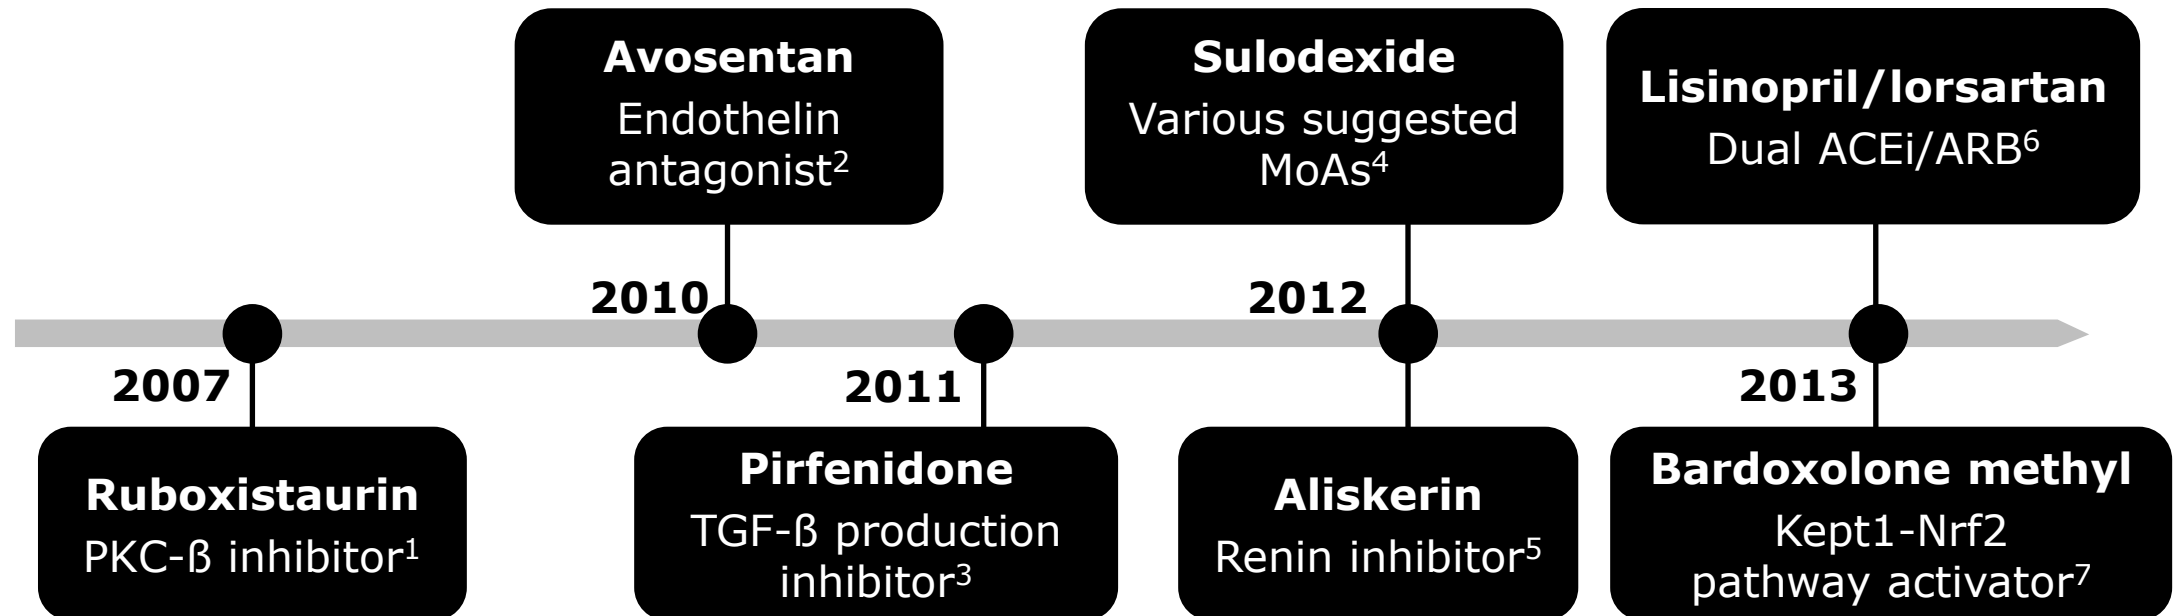 Avosentan
Endothelin
antagonist²
Sulodexide
Various suggested
MoAs⁴
Lisinopril/lorsartan
Dual ACEi/ARB⁶
2010
2012
2007
2011
2013
Ruboxistaurin
PKC-ß inhibitor¹
Pirfenidone
TGF-ß production
inhibitor³
Aliskerin
Renin inhibitor⁵
Bardoxolone methyl
Kept1-Nrf2
pathway activator⁷